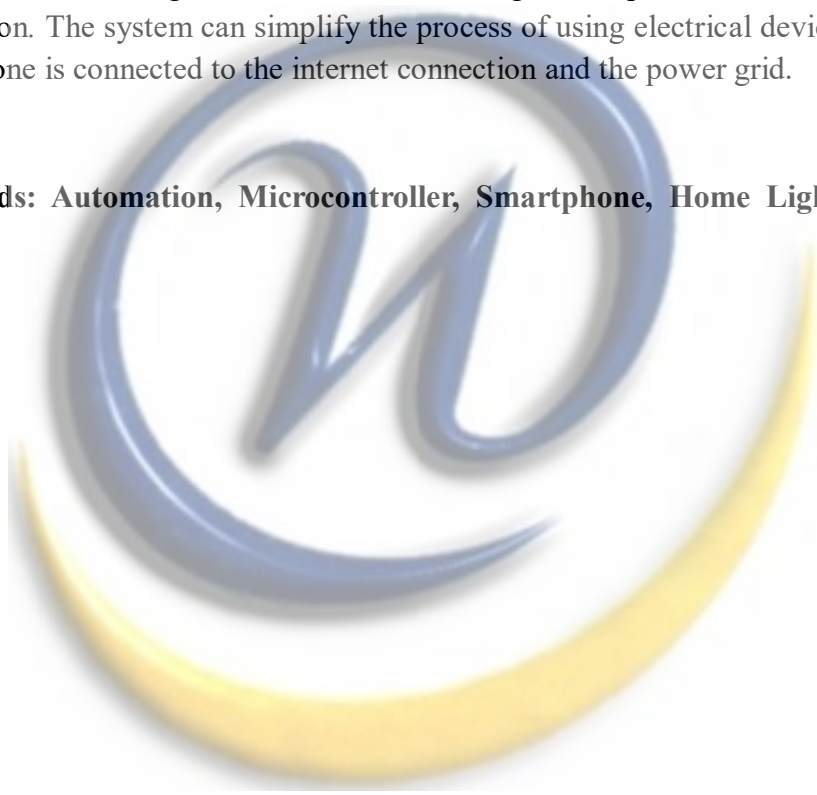 on. The system can simplify the process of using electrical devic
one is connected to the internet connection and the power grid.
ds: Automation, Microcontroller, Smartphone, Home Ligh